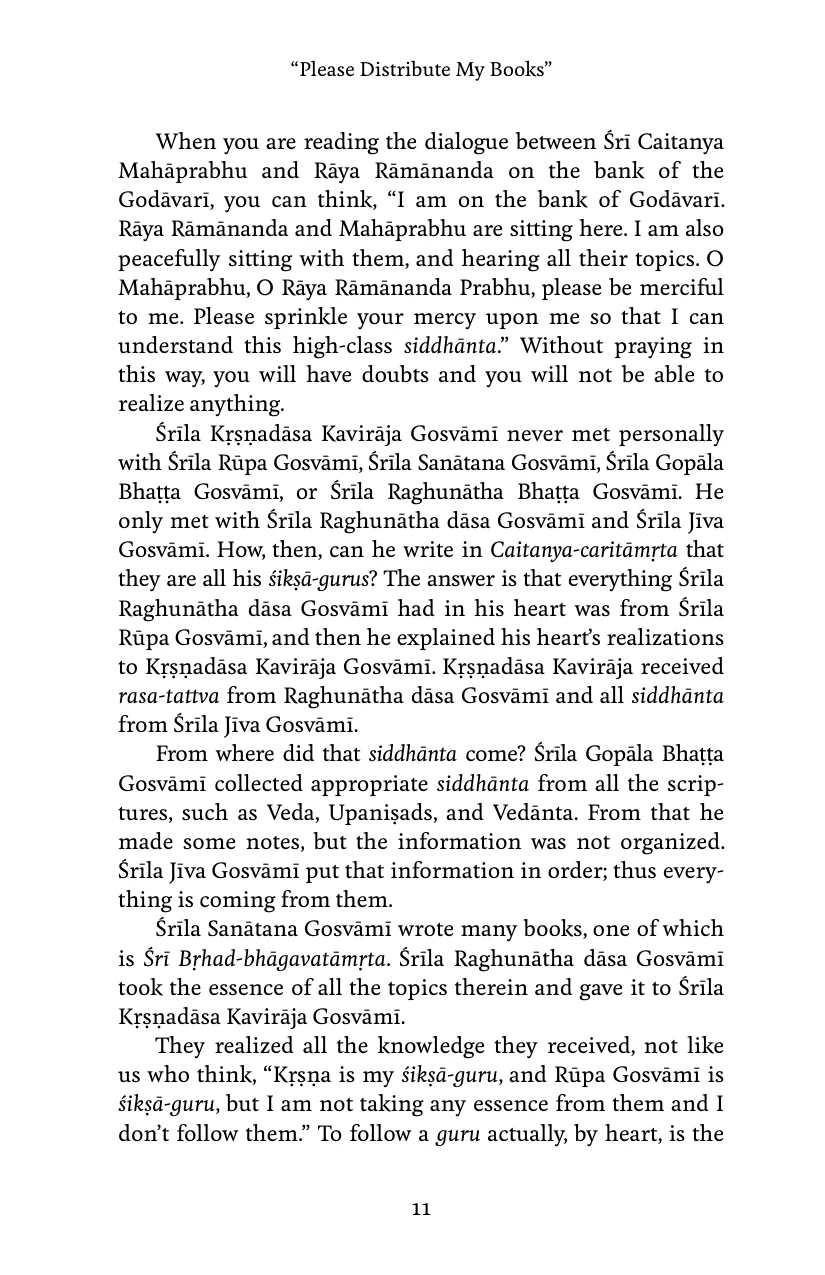 “Please Distribute My Books”
When you are reading the dialogue between Śrī Caitanya
Mahāprabhu and Rāya Rāmānanda on the bank of the
Godāvarī, you can think, “I am on the bank of Godāvarī.
Rāya Rāmānanda and Mahāprabhu are sitting here. I am also
peacefully sitting with them, and hearing all their topics. O
Mahāprabhu, O Rāya Rāmānanda Prabhu, please be merciful
to me. Please sprinkle your mercy upon me so that I can
understand this high-class siddhānta.” Without praying in
this way, you will have doubts and you will not be able to
realize anything.
Śrīla Kṛṣṇadāsa Kavirāja Gosvāmī never met personally
with Śrīla Rūpa Gosvāmī, Śrīla Sanātana Gosvāmī, Śrīla Gopāla
Bhaṭṭa Gosvāmī, or Śrīla Raghunātha Bhaṭṭa Gosvāmī. He
only met with Śrīla Raghunātha dāsa Gosvāmī and Śrīla Jīva
Gosvāmī. How, then, can he write in Caitanya-caritāmṛta that
they are all his śikṣā-gurus? The answer is that everything Śrīla
Raghunātha dāsa Gosvāmī had in his heart was from Śrīla
Rūpa Gosvāmī, and then he explained his heart’s realizations
to Kṛṣṇadāsa Kavirāja Gosvāmī. Kṛṣṇadāsa Kavirāja received
rasa-tattva from Raghunātha dāsa Gosvāmī and all siddhānta
from Śrīla Jīva Gosvāmī.
From where did that siddhānta come? Śrīla Gopāla Bhaṭṭa
Gosvāmī collected appropriate siddhānta from all the scrip-
tures, such as Veda, Upaniṣads, and Vedānta. From that he
made some notes, but the information was not organized.
Śrīla Jīva Gosvāmī put that information in order; thus every-
thing is coming from them.
Śrīla Sanātana Gosvāmī wrote many books, one of which
is Śrī Bṛhad-bhāgavatāmṛta. Śrīla Raghunātha dāsa Gosvāmī
took the essence of all the topics therein and gave it to Śrīla
Kṛṣṇadāsa Kavirāja Gosvāmī.
They realized all the knowledge they received, not like
us who think, “Kṛṣṇa is my śikṣā-guru, and Rūpa Gosvāmī is
śikṣā-guru, but I am not taking any essence from them and I
don’t follow them.” To follow a guru actually, by heart, is the
11